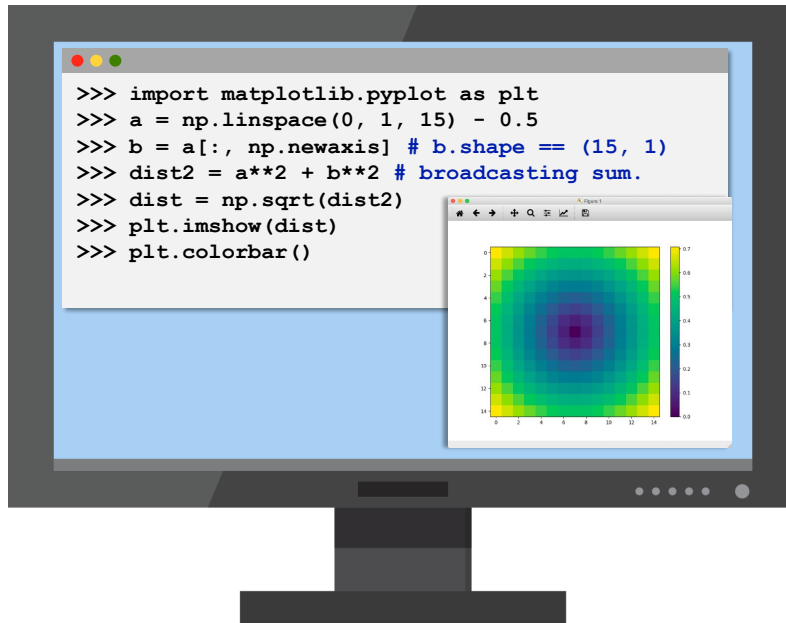 >>> import matplotlib.pyplot as plt
>>> a = np.linspace(0, 1, 15) - 0.5
>>> b = a[:, np.newaxis] # b.shape == (15, 1)
>>> dist2 = a**2 + b**2 # broadcasting sum.
>>> dist = np.sqrt(dist2)
>>> plt.imshow(dist)
>>> plt.colorbar()
Figure 1
0
2
4
6
8
10
12
14
0 2 4 6 8 10 12 14
0.7
0.6
0.5
0.4
0.3
0.2
0.1
0.0